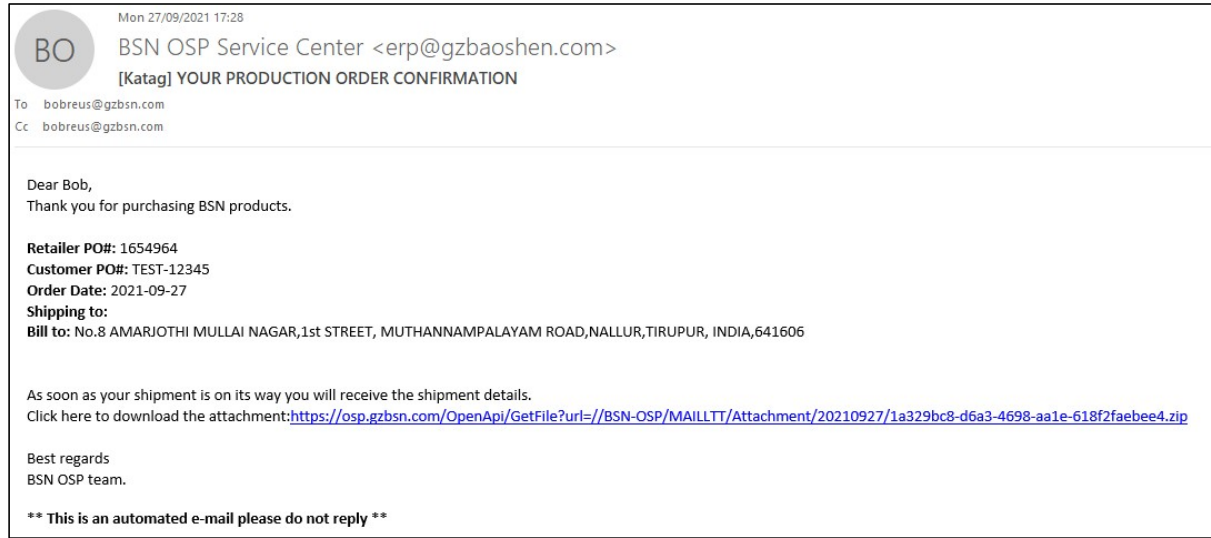 Mon 27/09/2021 17:28
BO
BSN OSP Service Center <erp@gzbaoshen.com>
[Katag] YOUR PRODUCTION ORDER CONFIRMATION
To bobreus@gzbsn.com
Cc bobreus@gzbsn.com
Dear Bob,
Thank you for purchasing BSN products.
Retailer PO#: 1654964
Customer PO#: TEST-12345
Order Date: 2021-09-27
Shipping to:
Bill to: No.8 AMARJOTHI MULLAI NAGAR,1st STREET, MUTHANNAMPALAYAM ROAD,NALLUR,TIRUPUR, INDIA,641606
As soon as your shipment is on its way you will receive the shipment details.
Click here to download the attachment:https://osp.gzbsn.com/OpenApi/GetFile?url=//BSN-OSP/MAILLTT/Attachment/20210927/1a329bc8-d6a3-4698-aa1e-618f2faebee4.zip
Best regards
BSN OSP team.
** This is an automated e-mail please do not reply **